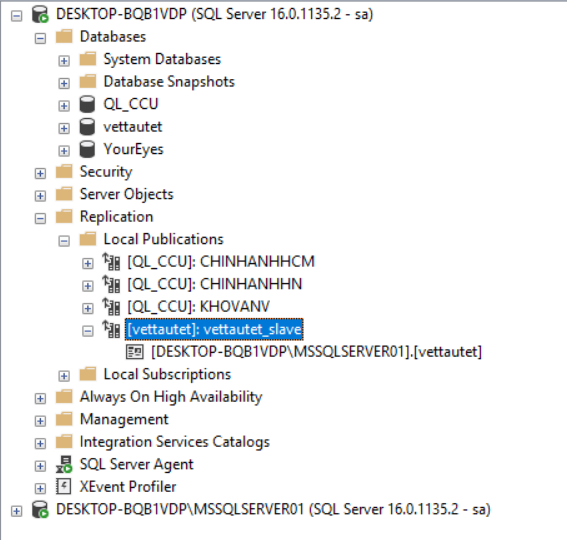 DESKTOP-BQB1VDP (SQL Server 16.0.1135.2 - sa)
Databases
System Databases
Database Snapshots
QL_CCU
vettautet
YourEyes
Security
Server Objects
Replication
Local Publications
[QL_CCU]: CHINHANHHCM
[QL_CCU]: CHINHANHHN
[QL_CCU]: KHOVANV
[vettautet]: vettautet_slave
[DESKTOP-BQB1VDP\MSSQLSERVER01].[vettautet]
Local Subscriptions
Always On High Availability
Management
Integration Services Catalogs
SQL Server Agent
XEvent Profiler
DESKTOP-BQB1VDP\MSSQLSERVER01 (SQL Server 16.0.1135.2 - sa)